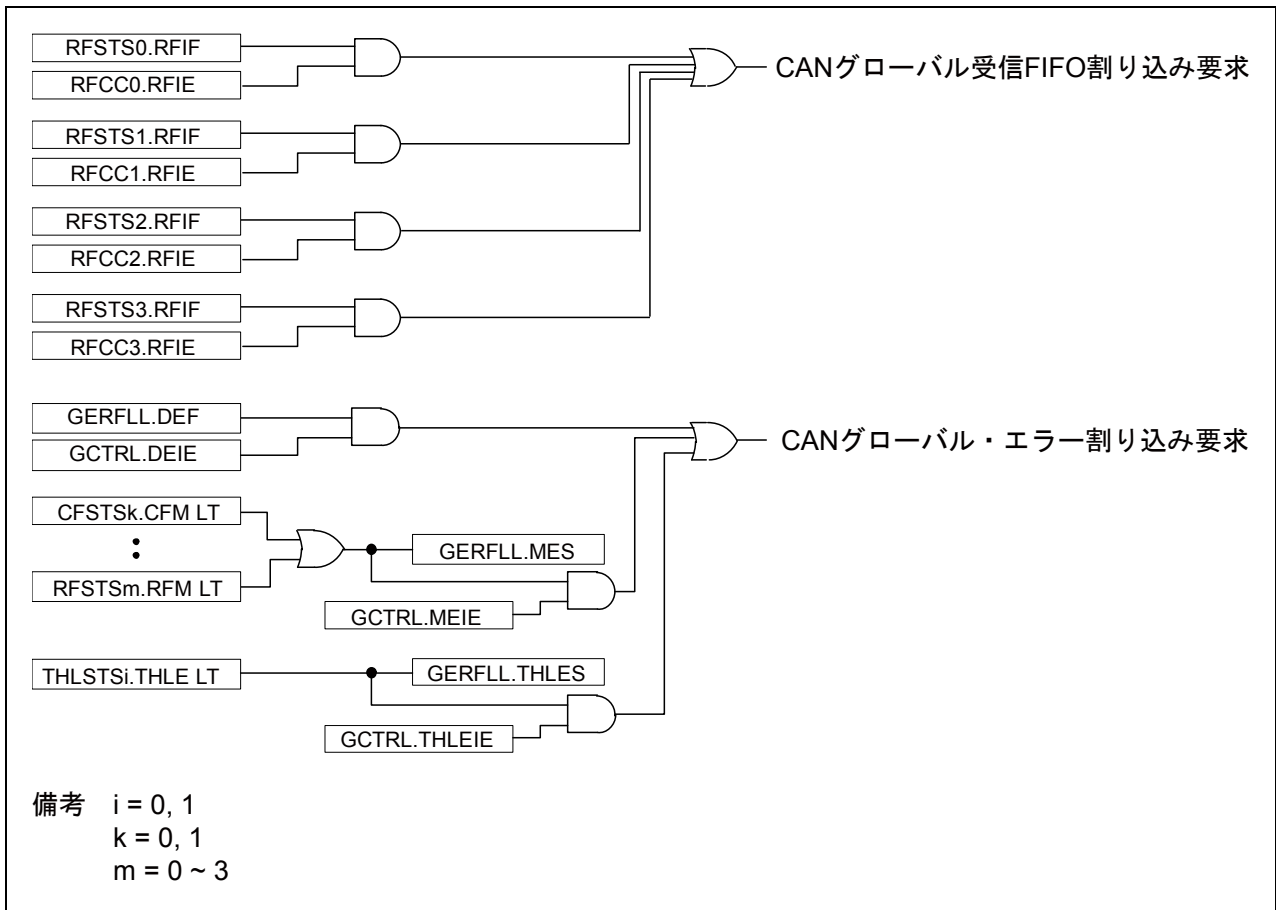 RFSTS0.RFIF
RFCC0.RFIE
CANグローバル受信FIFO割り込み要求
RFSTS1.RFIF
RFCC1.RFIE
RFSTS2.RFIF
RFCC2.RFIE
RFSTS3.RFIF
RFCC3.RFIE
GERFLL.DEF
GCTRL.DEIE
CANグローバル・エラー割り込み要求
CFSTSk.CFM LT
RFSTSm.RFM LT
GERFLL.MES
GCTRL.MEIE
THLSTSi.THLE LT
GERFLL.THLES
GCTRL.THLEIE
備考 i = 0, 1
k = 0, 1
m = 0 ~ 3